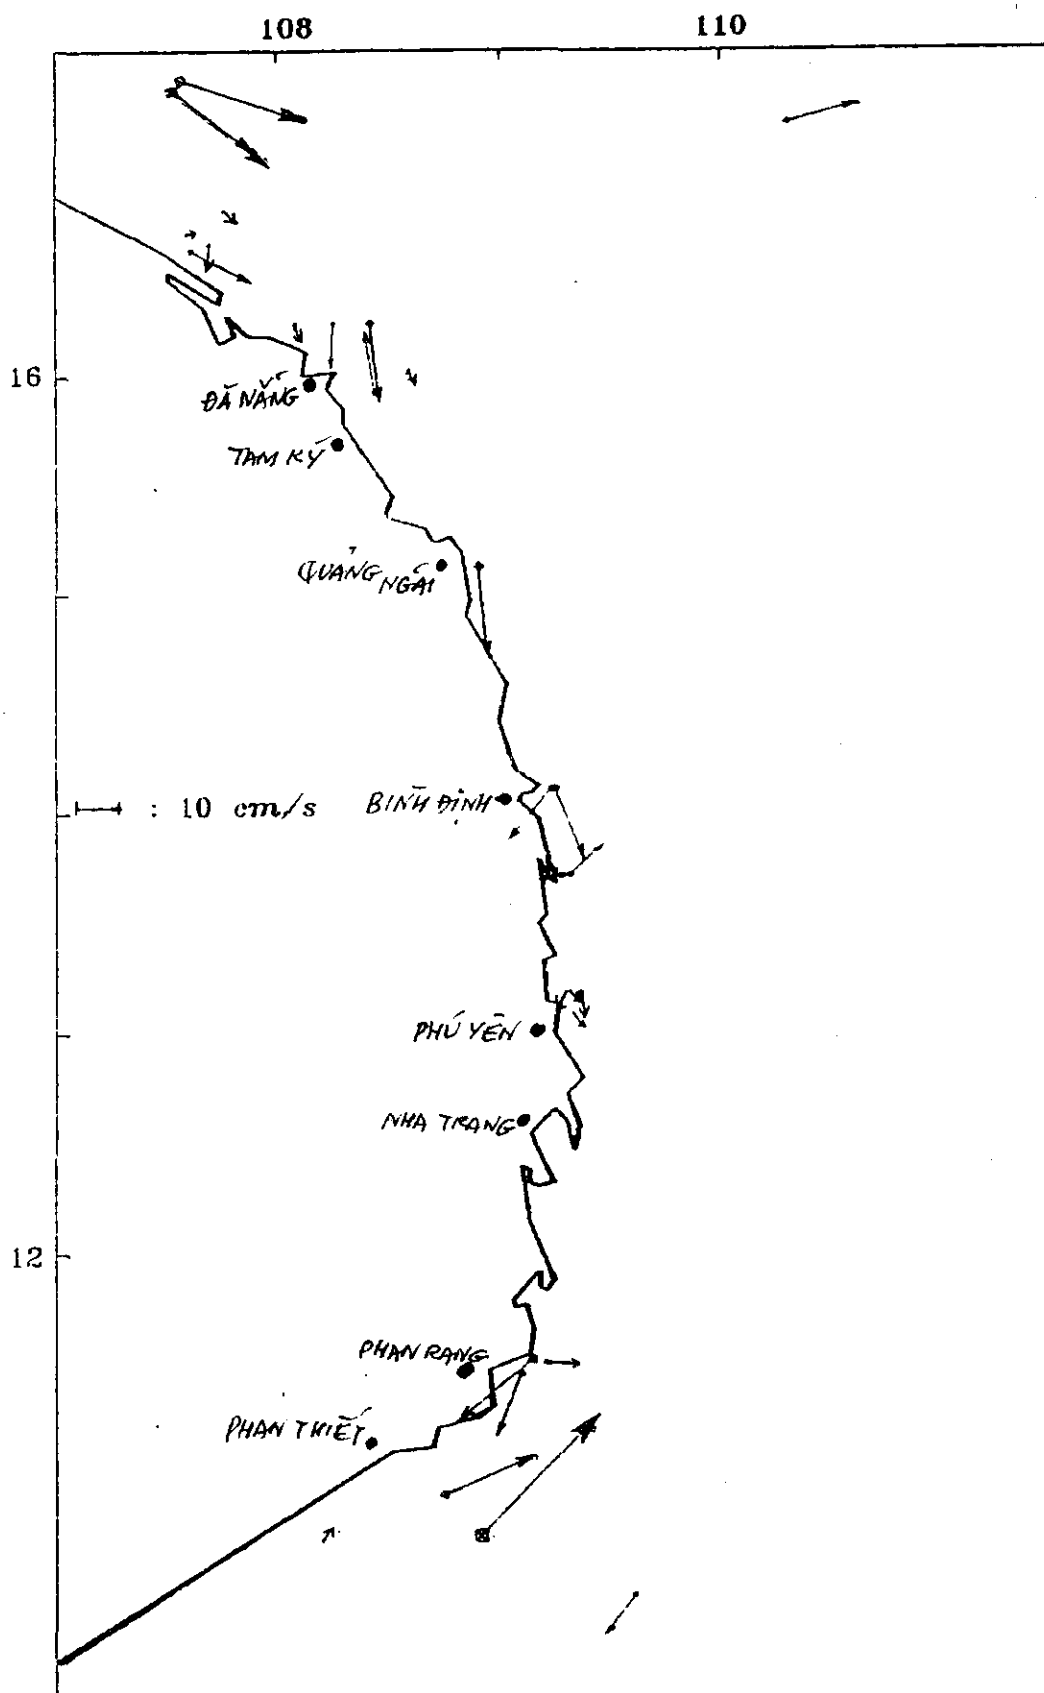 108 110
16
ĐÀ NẴNG
TAM KỲ
QUẢNG NGÃI
: 10 cm/s
BÌNH ĐỊNH
PHÚ YÊN
NHA TRANG
12
PHAN RANG
PHAN THIẾT